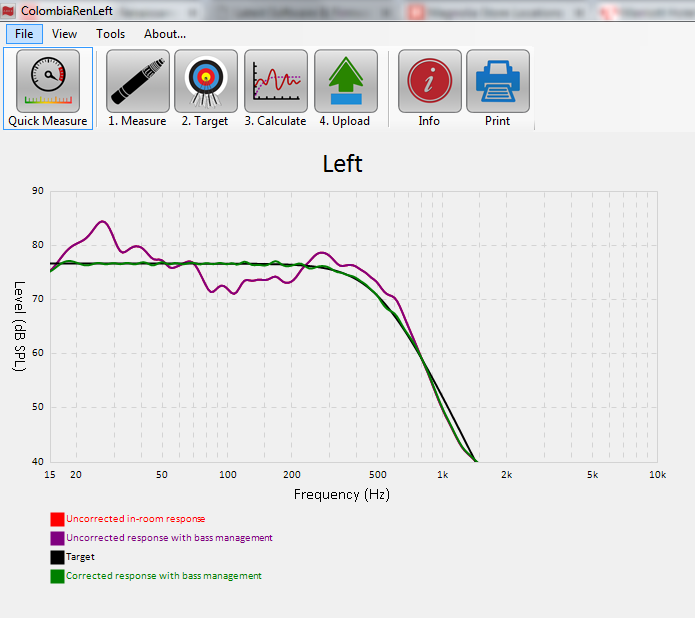 ColombiaRenLeft
File View Tools About...
Quick Measure 1. Measure 2. Target 3. Calculate 4. Upload Info Print
Left
90
80
70
60
50
40
Level (dB SPL)
15 20 50 100 200 500 1k 2k 5k 10k
Frequency (Hz)
Uncorrected in-room response
Uncorrected response with bass management
Target
Corrected response with bass management